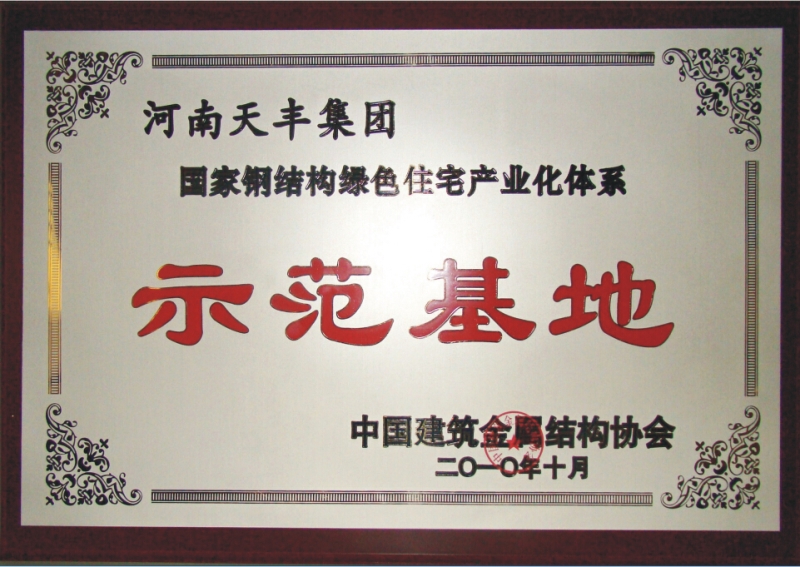 河南天丰集团
国家钢结构绿色住宅产业化体系
示范基地
中国建筑金属结构协会
二〇一〇年十月